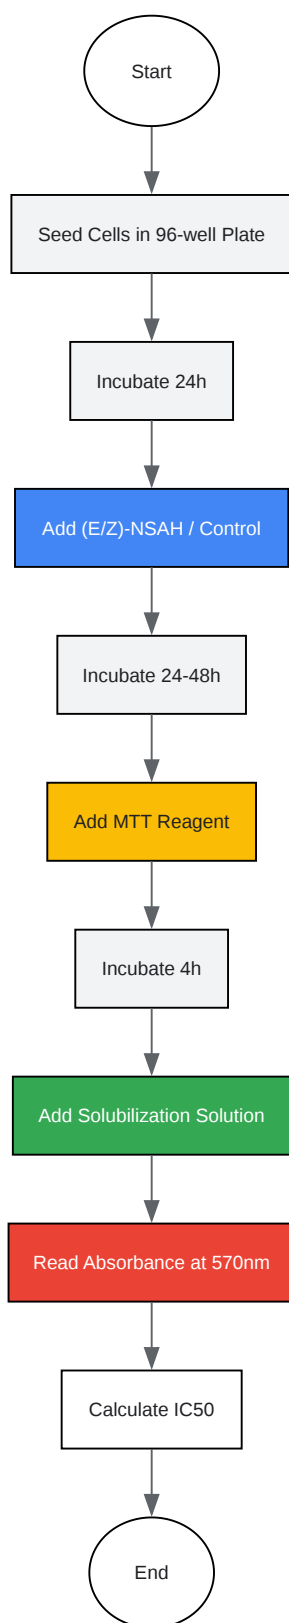 Start
Seed Cells in 96-well Plate
Incubate 24h
Add (E/Z)-NSAH / Control
Incubate 24-48h
Add MTT Reagent
Incubate 4h
Add Solubilization Solution
Read Absorbance at 570nm
Calculate IC50
End